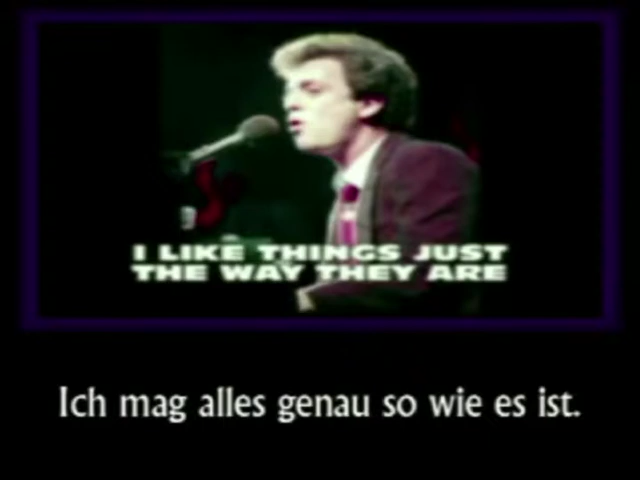 I LIKE THINGS JUST
THE WAY THEY ARE
Ich mag alles genau so wie es ist.